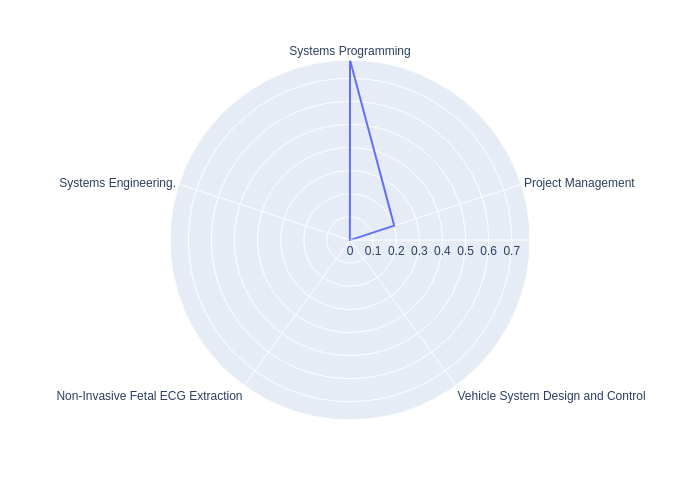 Systems Programming
Systems Engineering.
Project Management
0
0.1
0.2
0.3
0.4
0.5
0.6
0.7
Non-Invasive Fetal ECG Extraction
Vehicle System Design and Control